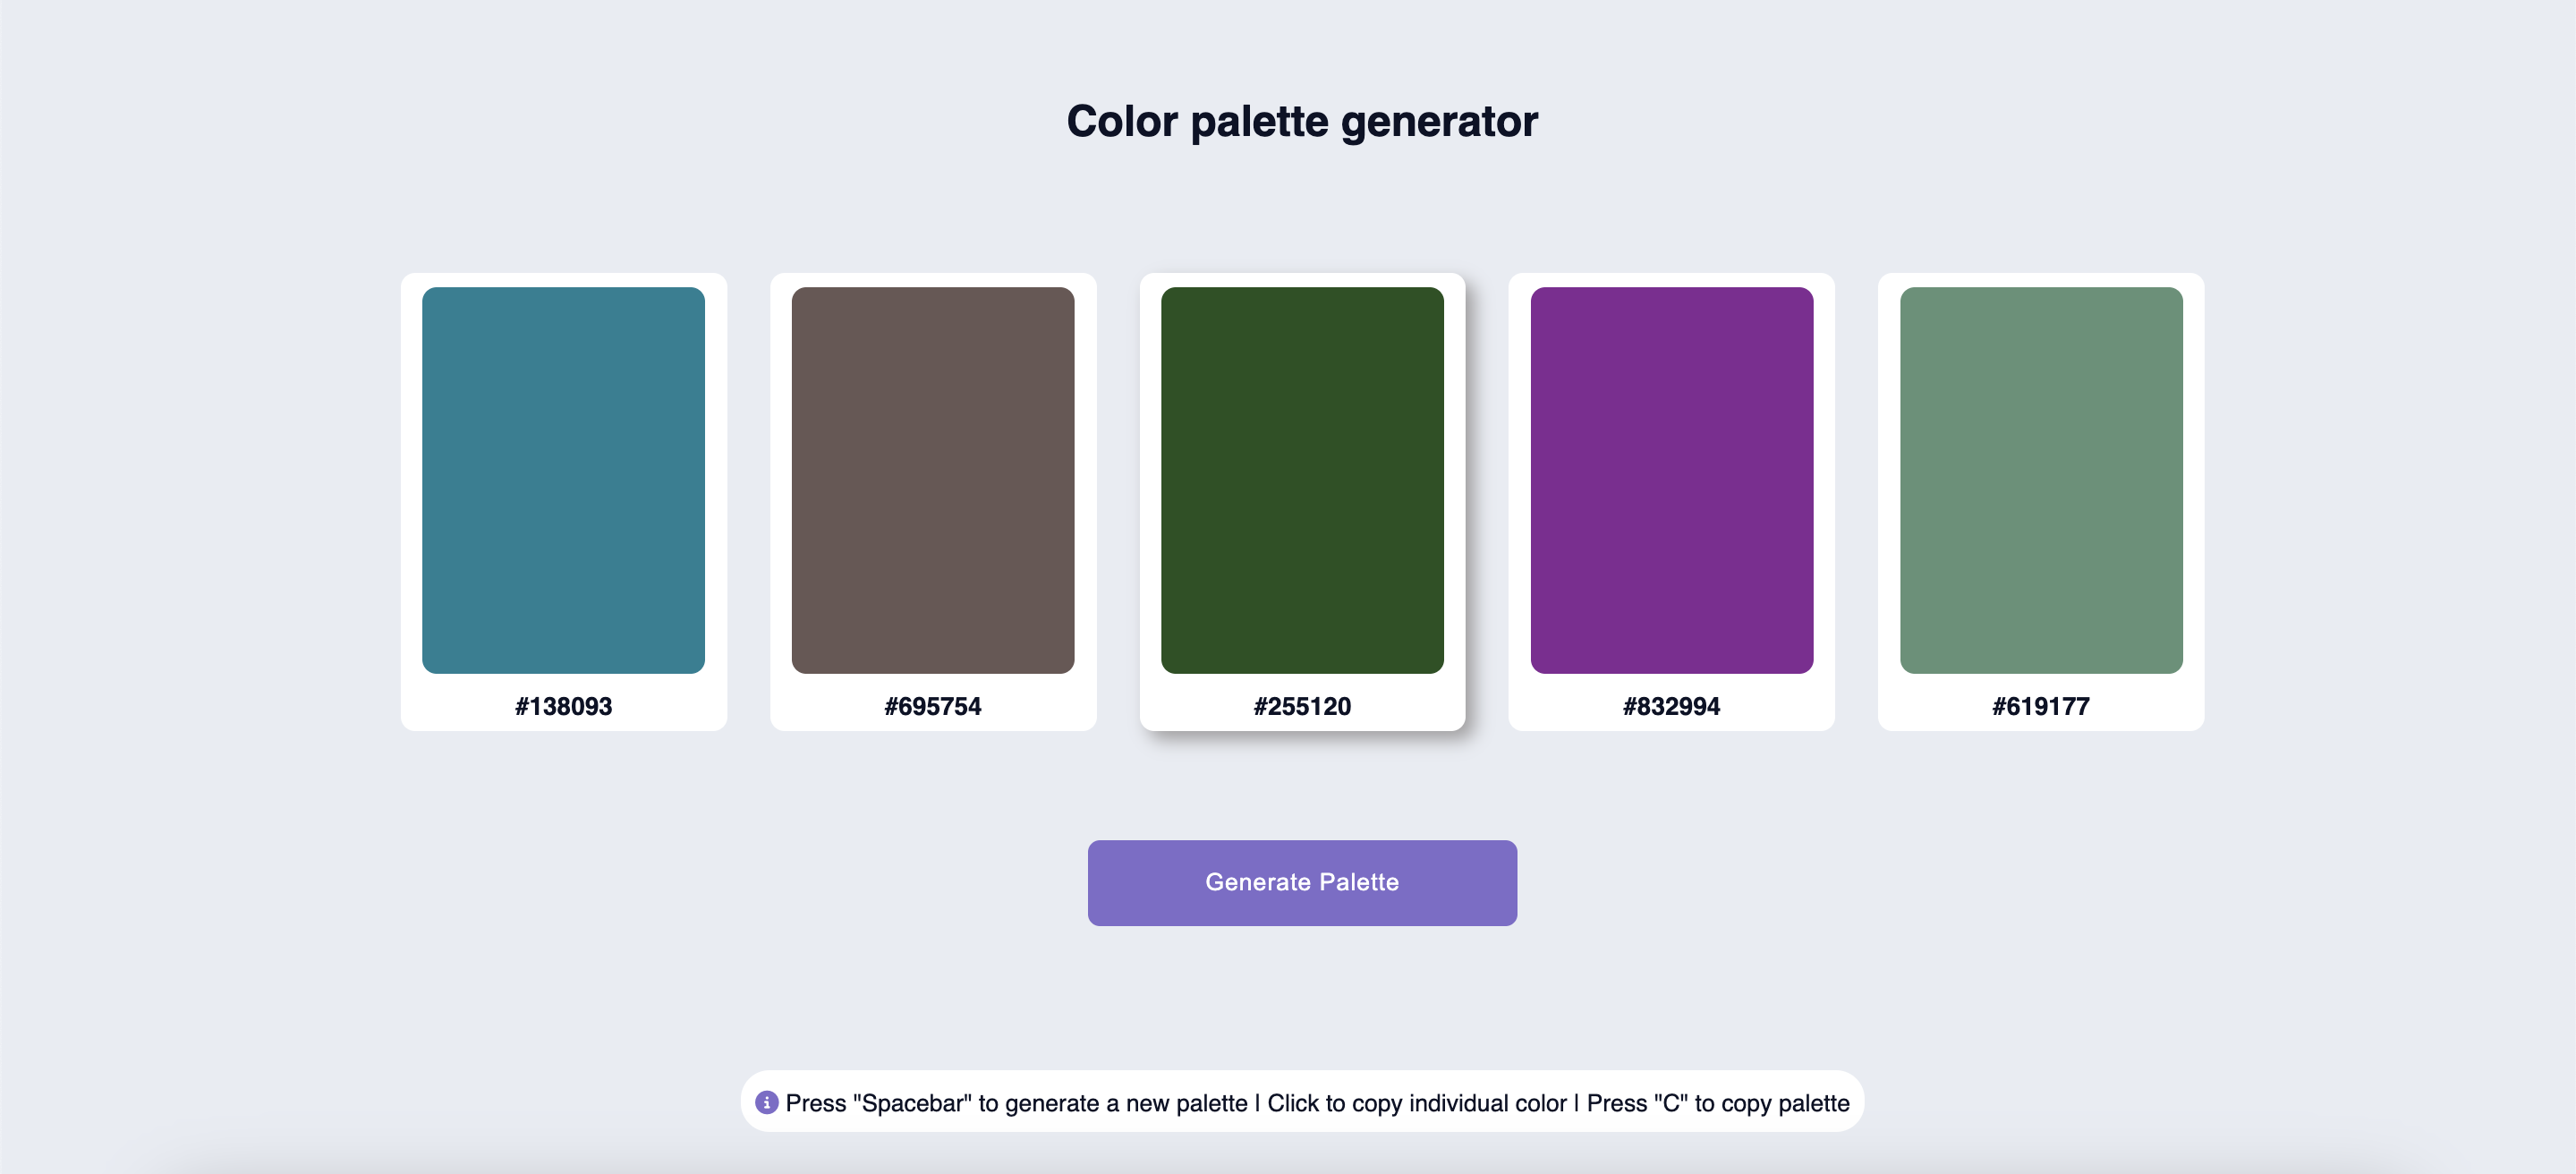 Color palette generator
#138093
#695754
#255120
#832994
#619177
Generate Palette
Press "Spacebar" to generate a new palette | Click to copy individual color | Press "C" to copy palette